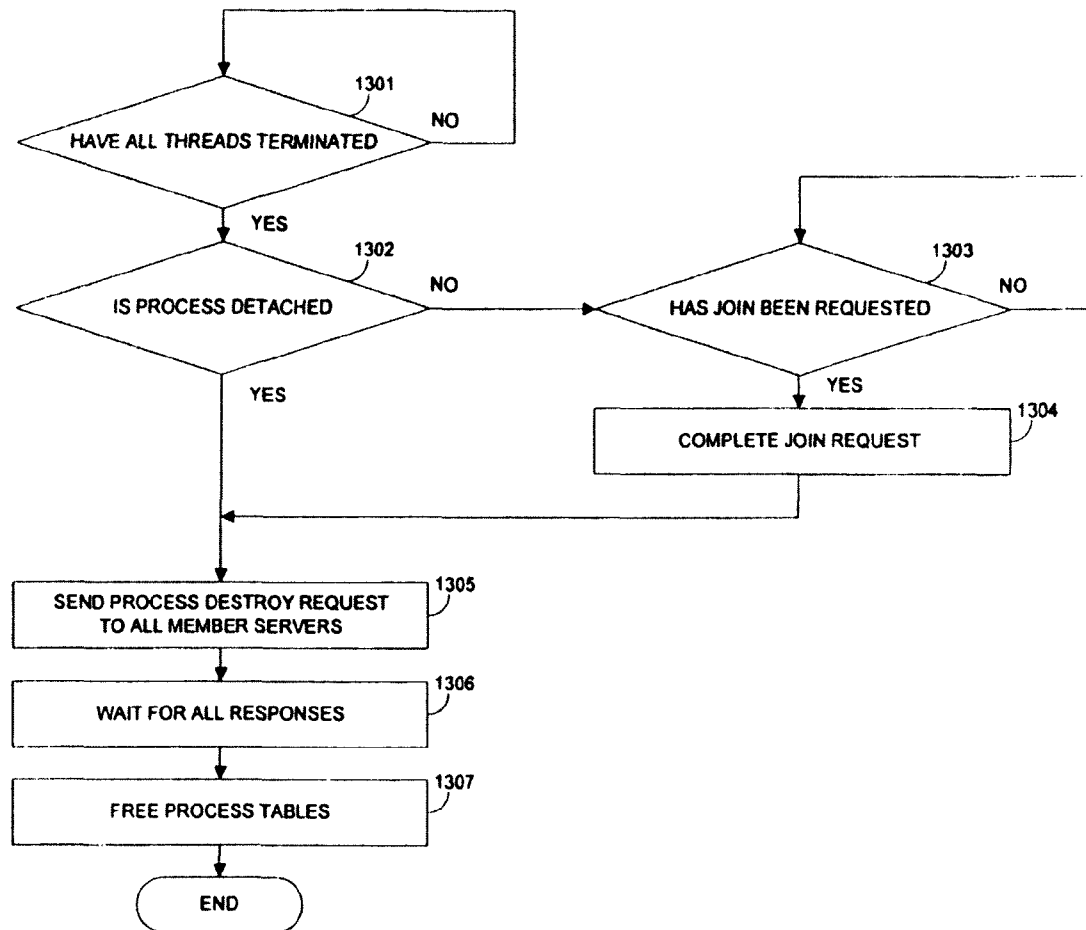 1301
HAVE ALL THREADS TERMINATED
NO
YES
1302
IS PROCESS DETACHED
NO
YES
1303
HAS JOIN BEEN REQUESTED
NO
YES
1304
COMPLETE JOIN REQUEST
1305
SEND PROCESS DESTROY REQUEST
TO ALL MEMBER SERVERS
1306
WAIT FOR ALL RESPONSES
1307
FREE PROCESS TABLES
END